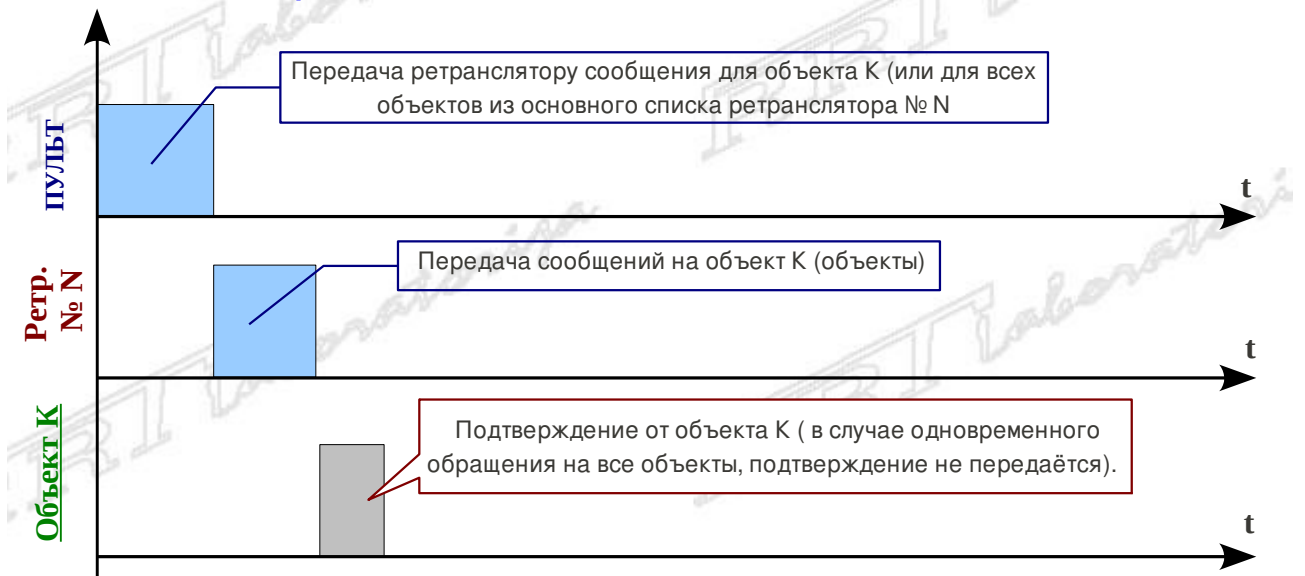 Передача ретранслятору сообщения для объекта К (или для всех
объектов из основного списка ретранслятора № N
ПУЛЬТ
t
Передача сообщений на объект К (объекты)
Ретр.
№ N
t
Подтверждение от объекта К ( в случае одновременного
обращения на все объекты, подтверждение не передаётся).
Объект К
t